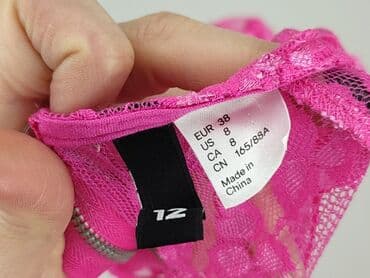 EUR 38
US 8
CA 8
CN 165/88A
Made in
China
12